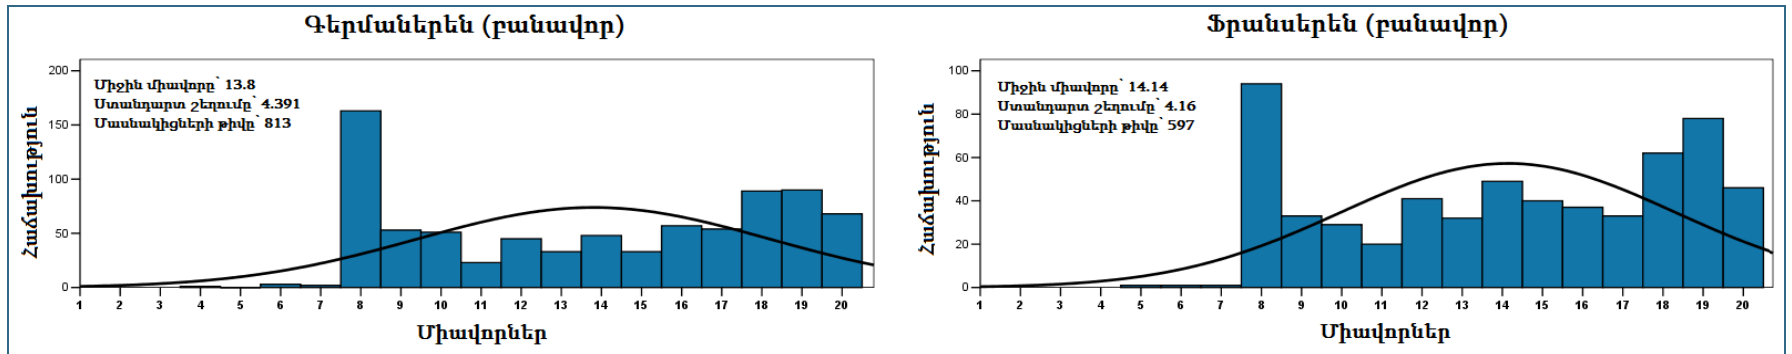 Գերմաներեն (բանավոր)
Միջին միավորը` 13.8
Ստանդարտ շեղումը` 4.391
Մասնակիցների թիվը` 813
Հաճախություն
200
150
100
50
0
1 2 3 4 5 6 7 8 9 10 11 12 13 14 15 16 17 18 19 20
Միավորներ
Ֆրանսերեն (բանավոր)
Միջին միավորը` 14.14
Ստանդարտ շեղումը` 4.16
Մասնակիցների թիվը` 597
Հաճախություն
100
80
60
40
20
0
1 2 3 4 5 6 7 8 9 10 11 12 13 14 15 16 17 18 19 20
Միավորներ